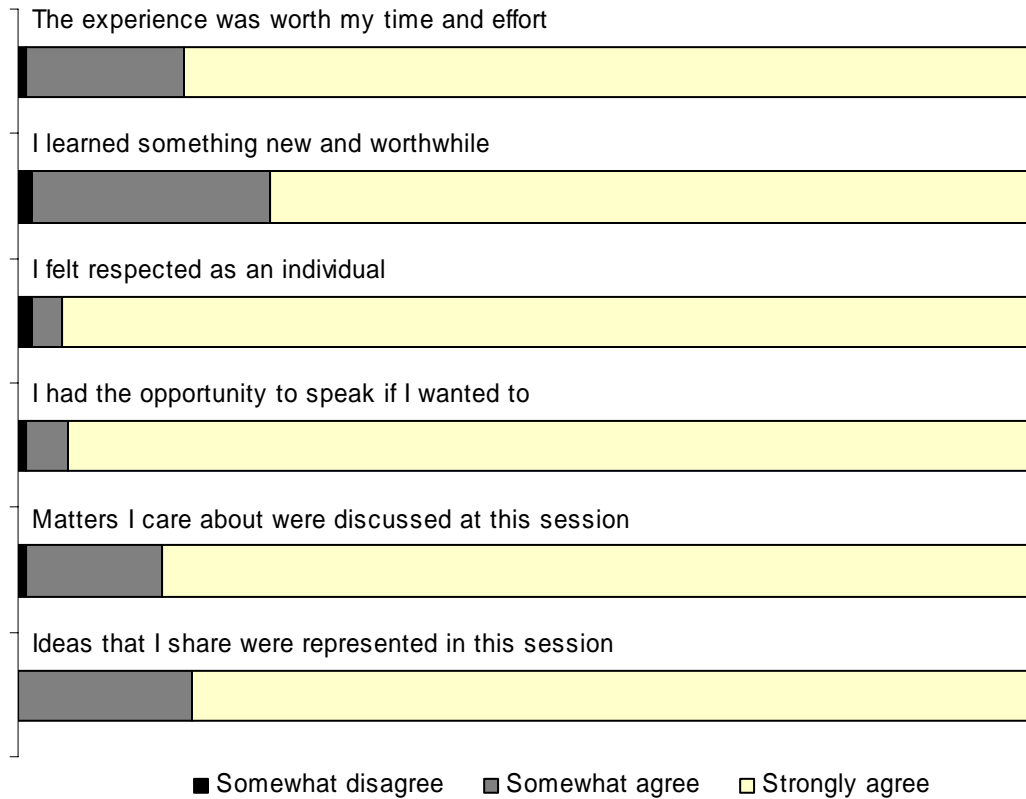 The experience was worth my time and effort
I learned something new and worthwhile
I felt respected as an individual
I had the opportunity to speak if I wanted to
Matters I care about were discussed at this session
Ideas that I share were represented in this session
Somewhat disagree Somewhat agree Strongly agree